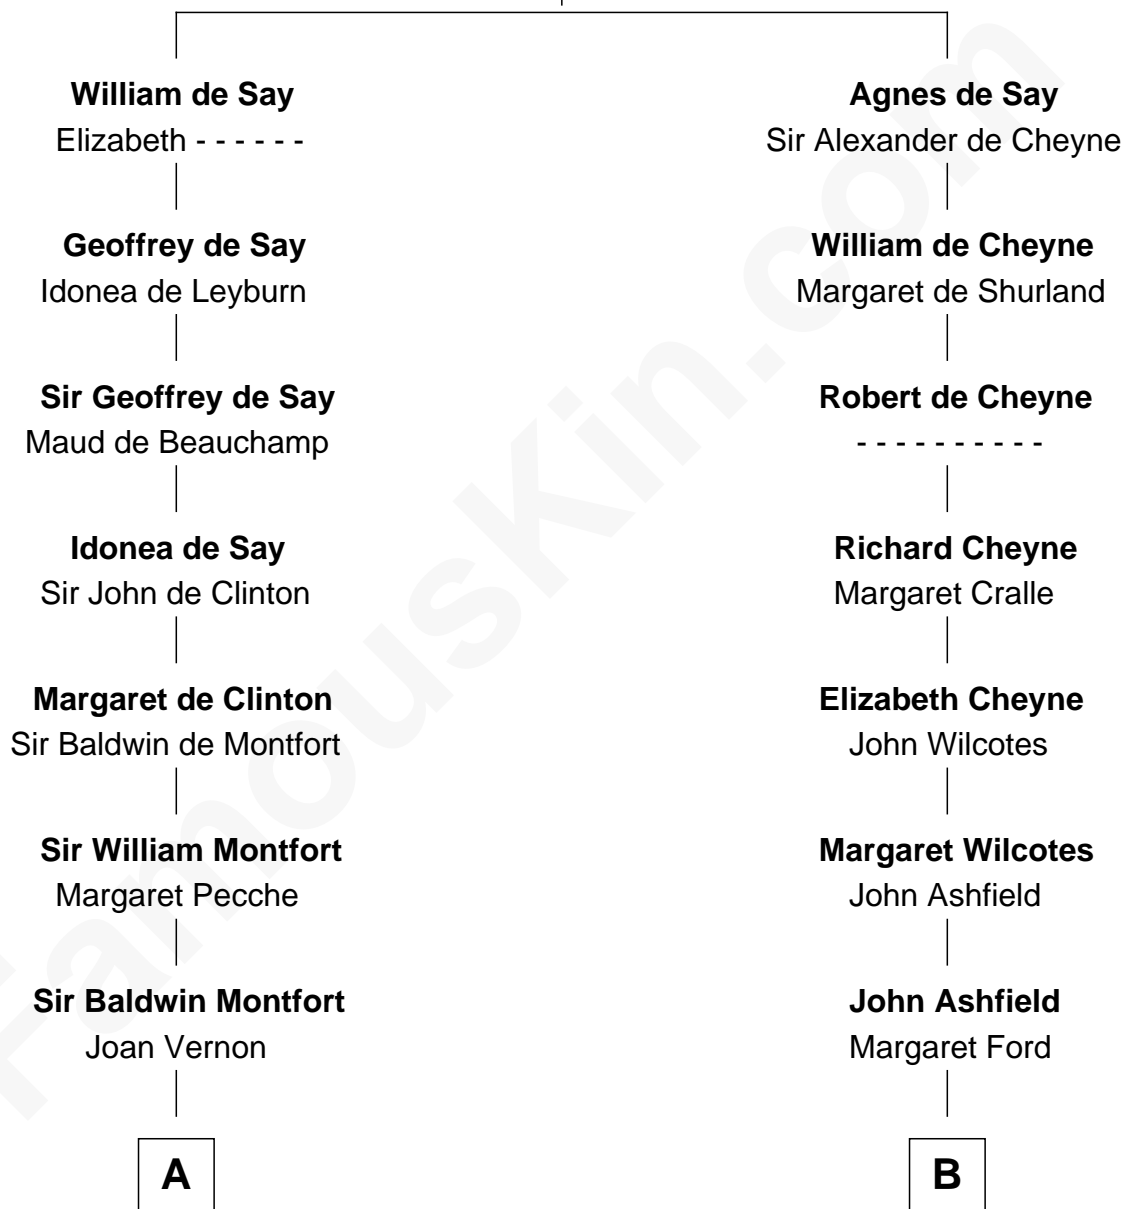 William de Say
Elizabeth - - - - - -
Geoffrey de Say
Idonea de Leyburn
Sir Geoffrey de Say
Maud de Beauchamp
Idonea de Say
Sir John de Clinton
Margaret de Clinton
Sir Baldwin de Montfort
Sir William Montfort
Margaret Pecche
Sir Baldwin Montfort
Joan Vernon
A
Agnes de Say
Sir Alexander de Cheyne
William de Cheyne
Margaret de Shurland
Robert de Cheyne
- - - - - - - - - -
Richard Cheyne
Margaret Cralle
Elizabeth Cheyne
John Wilcotes
Margaret Wilcotes
John Ashfield
John Ashfield
Margaret Ford
B
FamousKin.com